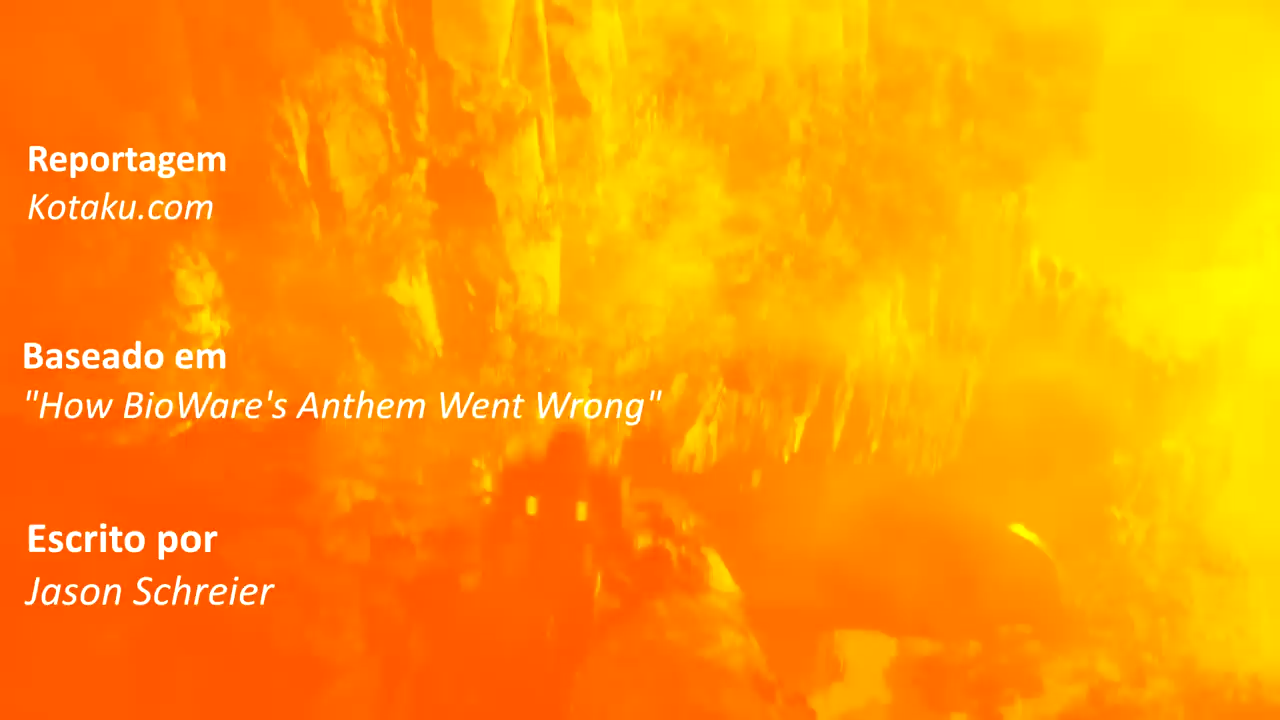 Reportagem
Kotaku.com
Baseado em
"How BioWare's Anthem Went Wrong"
Escrito por
Jason Schreier